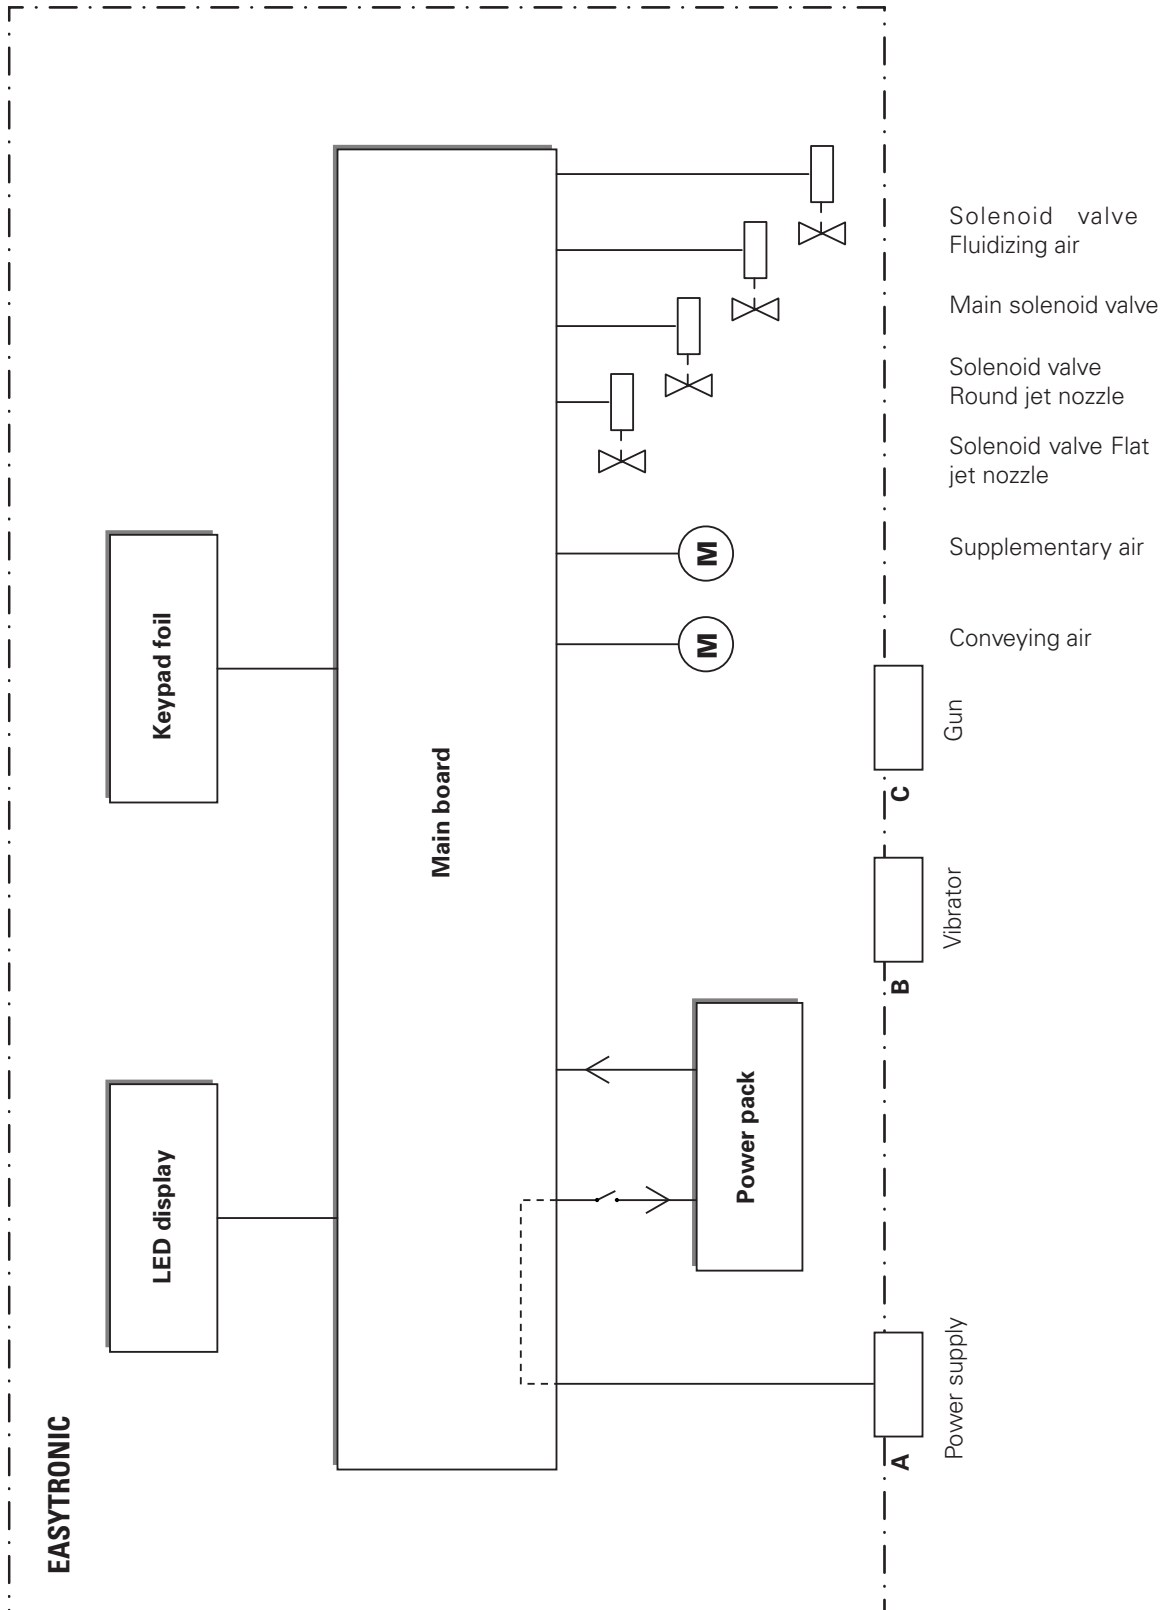 EASYTRONIC
LED display
Keypad foil
Main board
Power pack
M
M
Solenoid valve
Fluidizing air
Main solenoid valve
Solenoid valve
Round jet nozzle
Solenoid valve Flat
jet nozzle
Supplementary air
Conveying air
A
Power supply
B
Vibrator
C
Gun